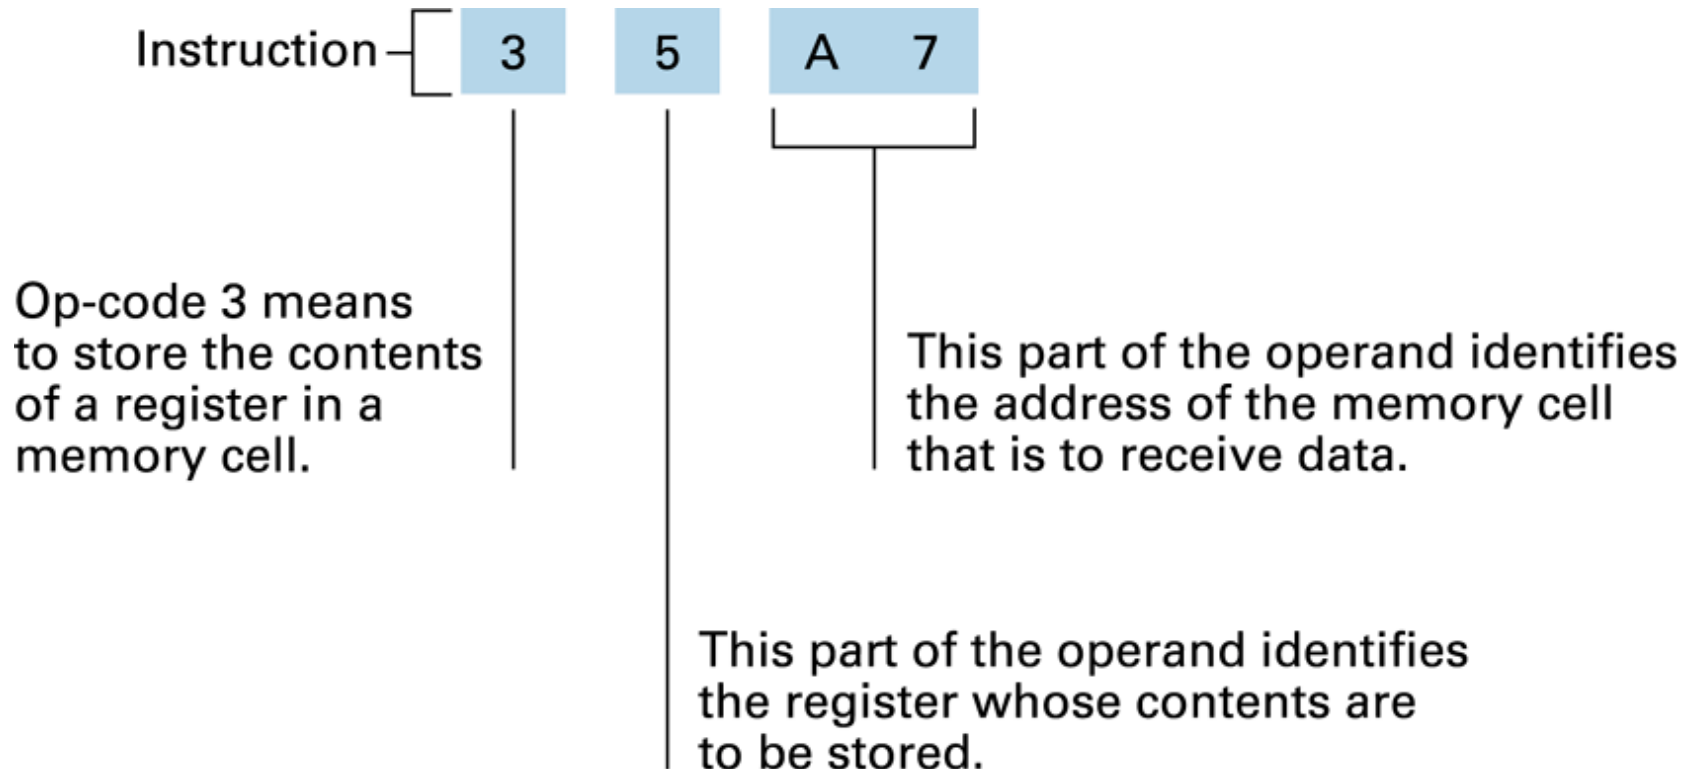 Instruction 3 5 A 7
Op-code 3 means
to store the contents
of a register in a
memory cell.
This part of the operand identifies
the address of the memory cell
that is to receive data.
This part of the operand identifies
the register whose contents are
to be stored.